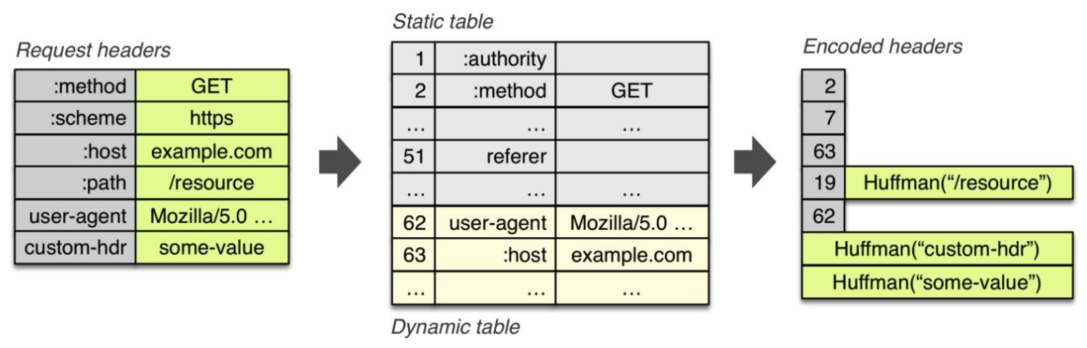 Request headers
:method GET
:scheme https
:host example.com
:path /resource
user-agent Mozilla/5.0 ...
custom-hdr some-value
Static table
1 :authority
2 :method GET
... ... ...
51 referer
... ... ...
62 user-agent Mozilla/5.0 ...
63 :host example.com
... ... ...
Dynamic table
Encoded headers
2
7
63
19 Huffman(“/resource”)
62
Huffman(“custom-hdr”)
Huffman(“some-value”)